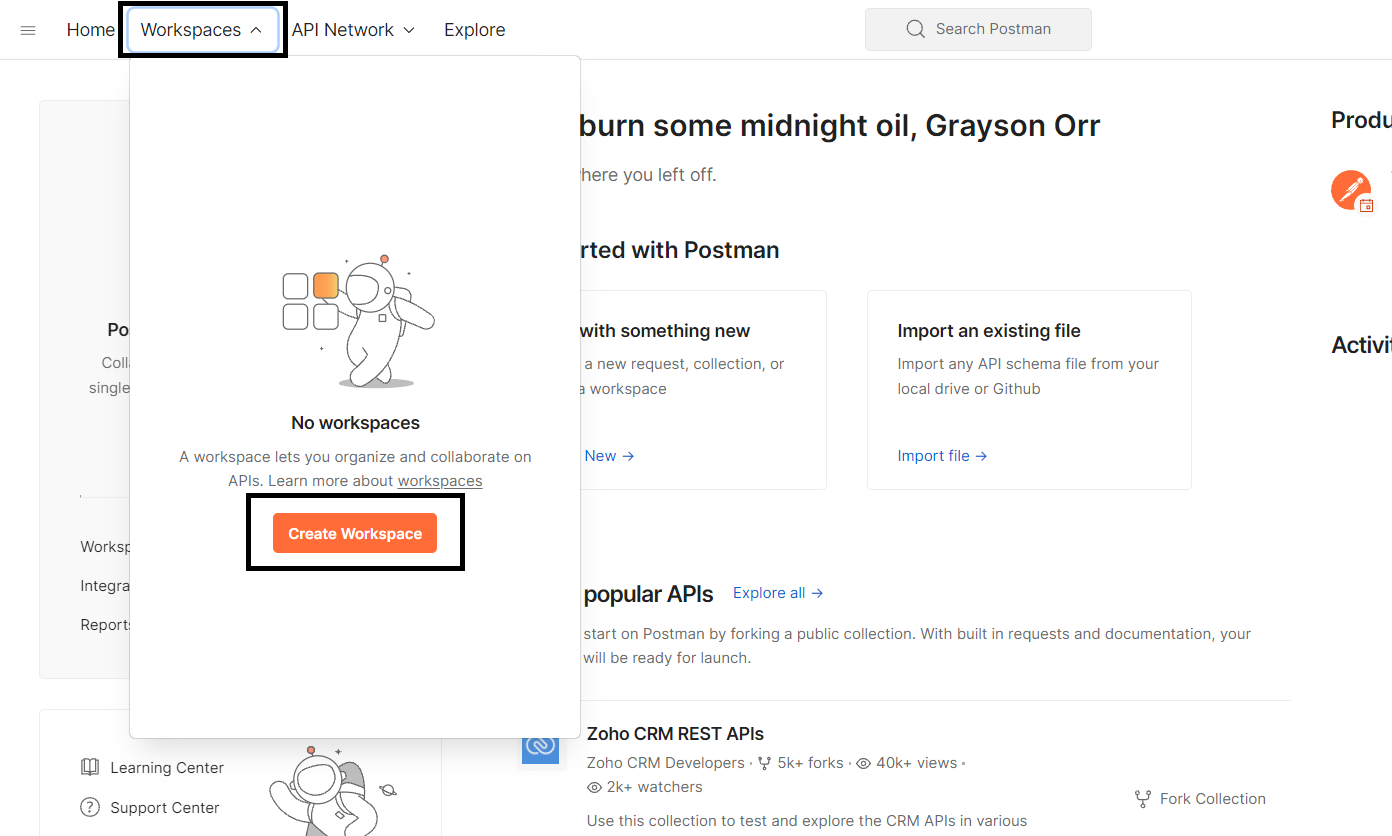 Home
Workspaces
API Network
Explore
Search Postman
burn some midnight oil, Grayson Orr
here you left off.
Produ
rted with Postman
with something new
a new request, collection, or
a workspace
New →
Import an existing file
Import any API schema file from your
local drive or Github
Import file →
Activit
Po
Coll
single
No workspaces
A workspace lets you organize and collaborate on
APIs. Learn more about workspaces
Create Workspace
Worksp
Integra
Reports
popular APIs
Explore all →
start on Postman by forking a public collection. With built in requests and documentation, your
will be ready for launch.
Zoho CRM REST APIs
Zoho CRM Developers · 5k+ forks · 40k+ views ·
2k+ watchers
Fork Collection
Use this collection to test and explore the CRM APIs in various
Learning Center
Support Center